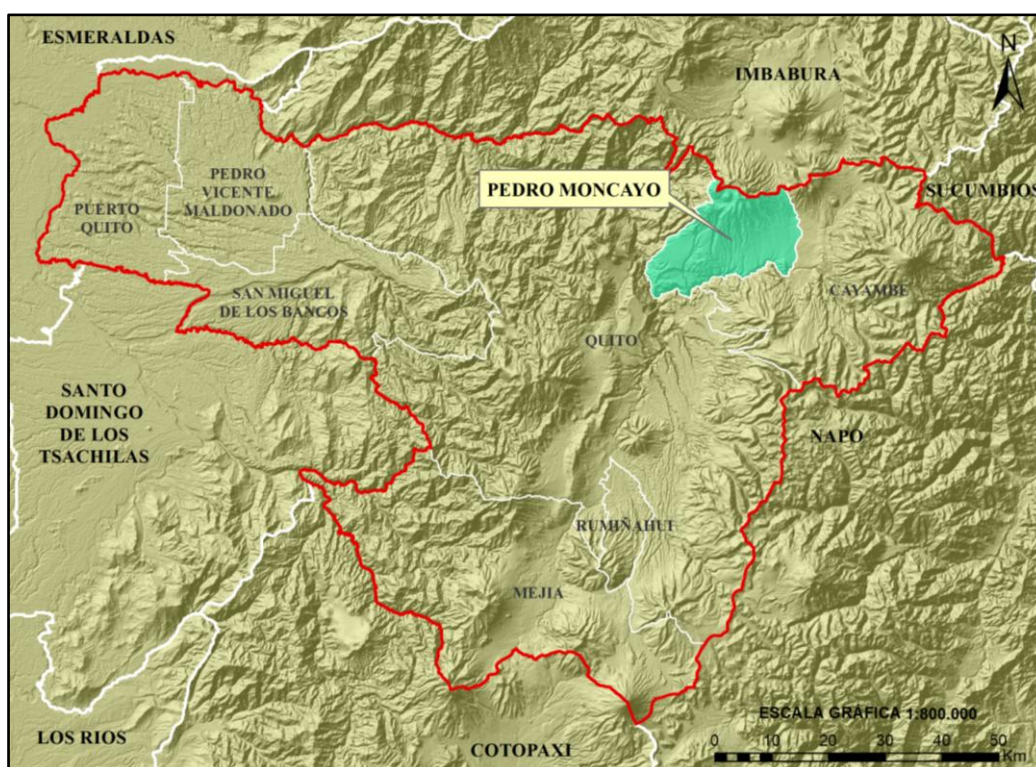 ESMERALDAS
N
IMBABURA
PEDRO
VICENTE
MALDONADO
PEDRO MONCAYO
SUCUMBIOS
PUERTO
QUITO
SAN MIGUEL
DE LOS BANCOS
CAYAMBE
QUITO
SANTO
DOMINGO
DE LOS
TSACHILAS
NAPO
RUMIÑAHUI
MEJIA
LOS RIOS
COTOPAXI
ESCALA GRÁFICA 1:800.000
0 10 20 30 40 50
Km